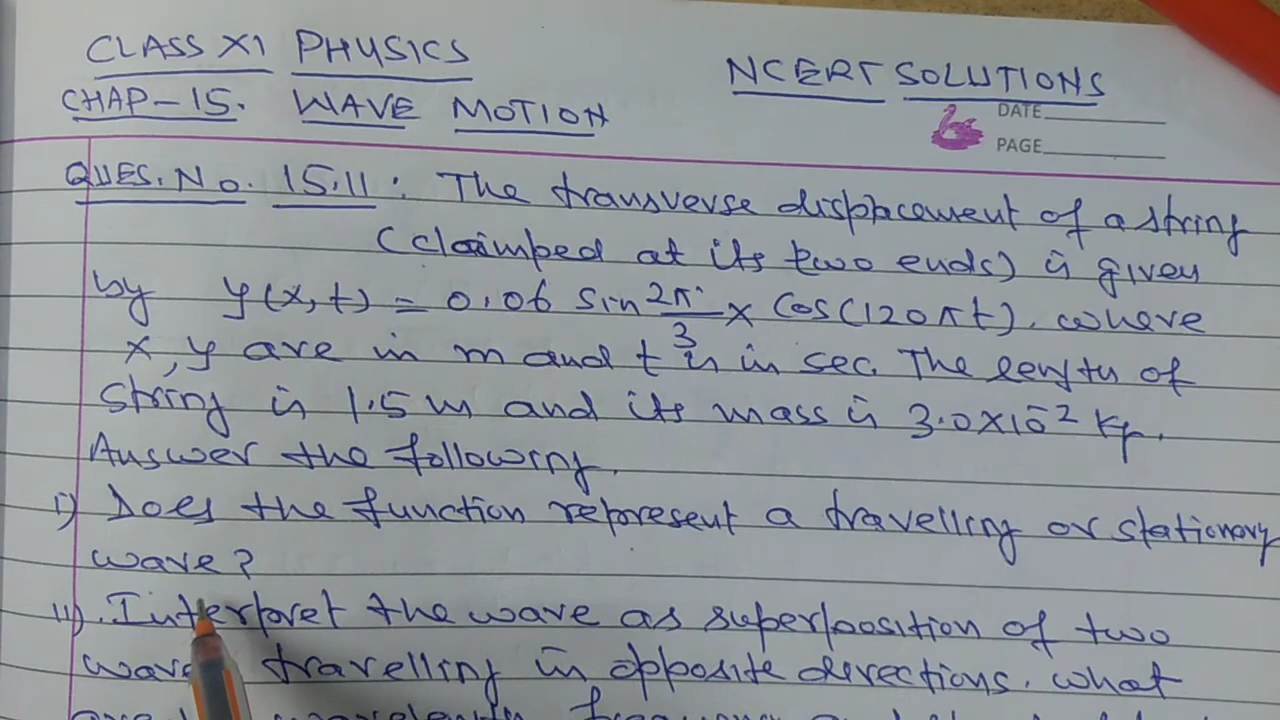 CLASS XI PHYSICS
NCERT SOLUTIONS
CHAP-15. WAVE MOTION
DATE
PAGE
QUES. No. 15.11: The transverse displacement of a string
(claimped at its two ends) is given
by y(x,t) = 0.06 sin 2π/3 x cos(120πt). where
x, y are in m and t is in sec. The length of
string is 1.5 m and its mass is 3.0×10⁻² kg.
Answer the following.
i) Does the function represent a travelling or stationary
wave?
ii). Interpret the wave as superposition of two
wave travelling in opposite directions. what